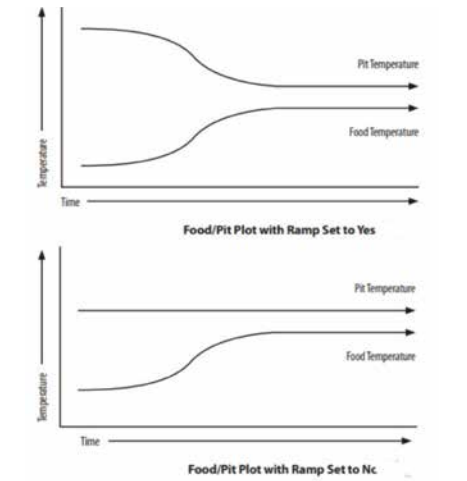 Pit Temperature
Food Temperature
Temperature
Time
Food/Pit Plot with Ramp Set to Yes
Pit Temperature
Food Temperature
Temperature
Time
Food/Pit Plot with Ramp Set to Nc